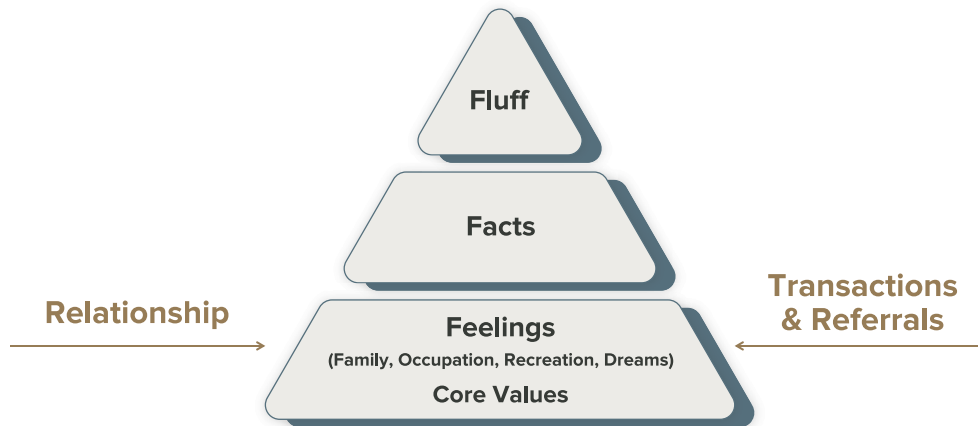 Fluff
Facts
Relationship
Feelings
(Family, Occupation, Recreation, Dreams)
Core Values
Transactions
& Referrals